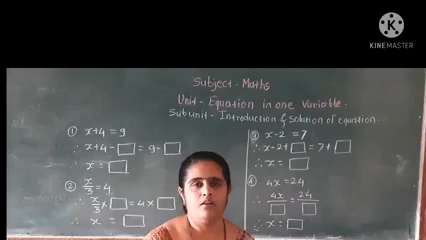 KINEMASTER
Subject - Maths
Unit - Equation in one Variable.
Subunit - Introduction & Solution of equation.
① x+4 = 9
∴ x+4-□ = 9-□
∴ x = □
② x/3 = 4
∴ x/3 × □ = 4 × □
∴ x = □
③ x-2 = 7
∴ x-2+□ = 7+□
∴ x = □
④ 4x = 24
∴ 4x/□ = 24/□
∴ x = □